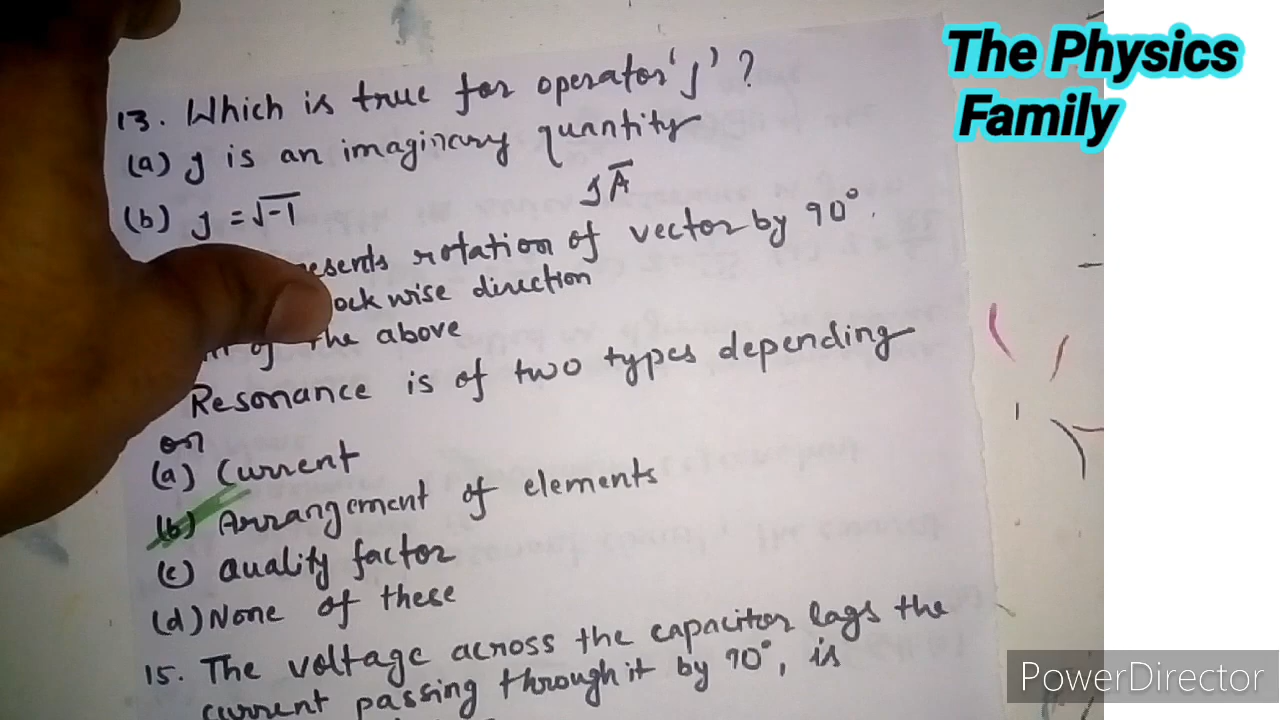 The Physics
Family
13. Which is true for operator 'j' ?
(a) j is an imaginary quantity
(b) j = √-1
jA̅
rotation of vector by 90°.
direction
the above
Resonance is of two types depending
on
(a) Current
(b) Arrangement of elements
(c) Quality factor
(d) None of these
15. The voltage across the capacitor lags the
current passing through it by 90°, is
PowerDirector